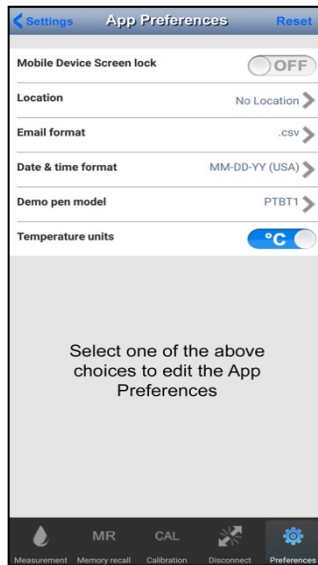 Settings App Preferences Reset
Mobile Device Screen lock OFF
Location No Location
Email format .csv
Date & time format MM-DD-YY (USA)
Demo pen model PTBT1
Temperature units °C
Select one of the above
choices to edit the App
Preferences
MR CAL
Measurement Memory recall Calibration Disconnect Preferences